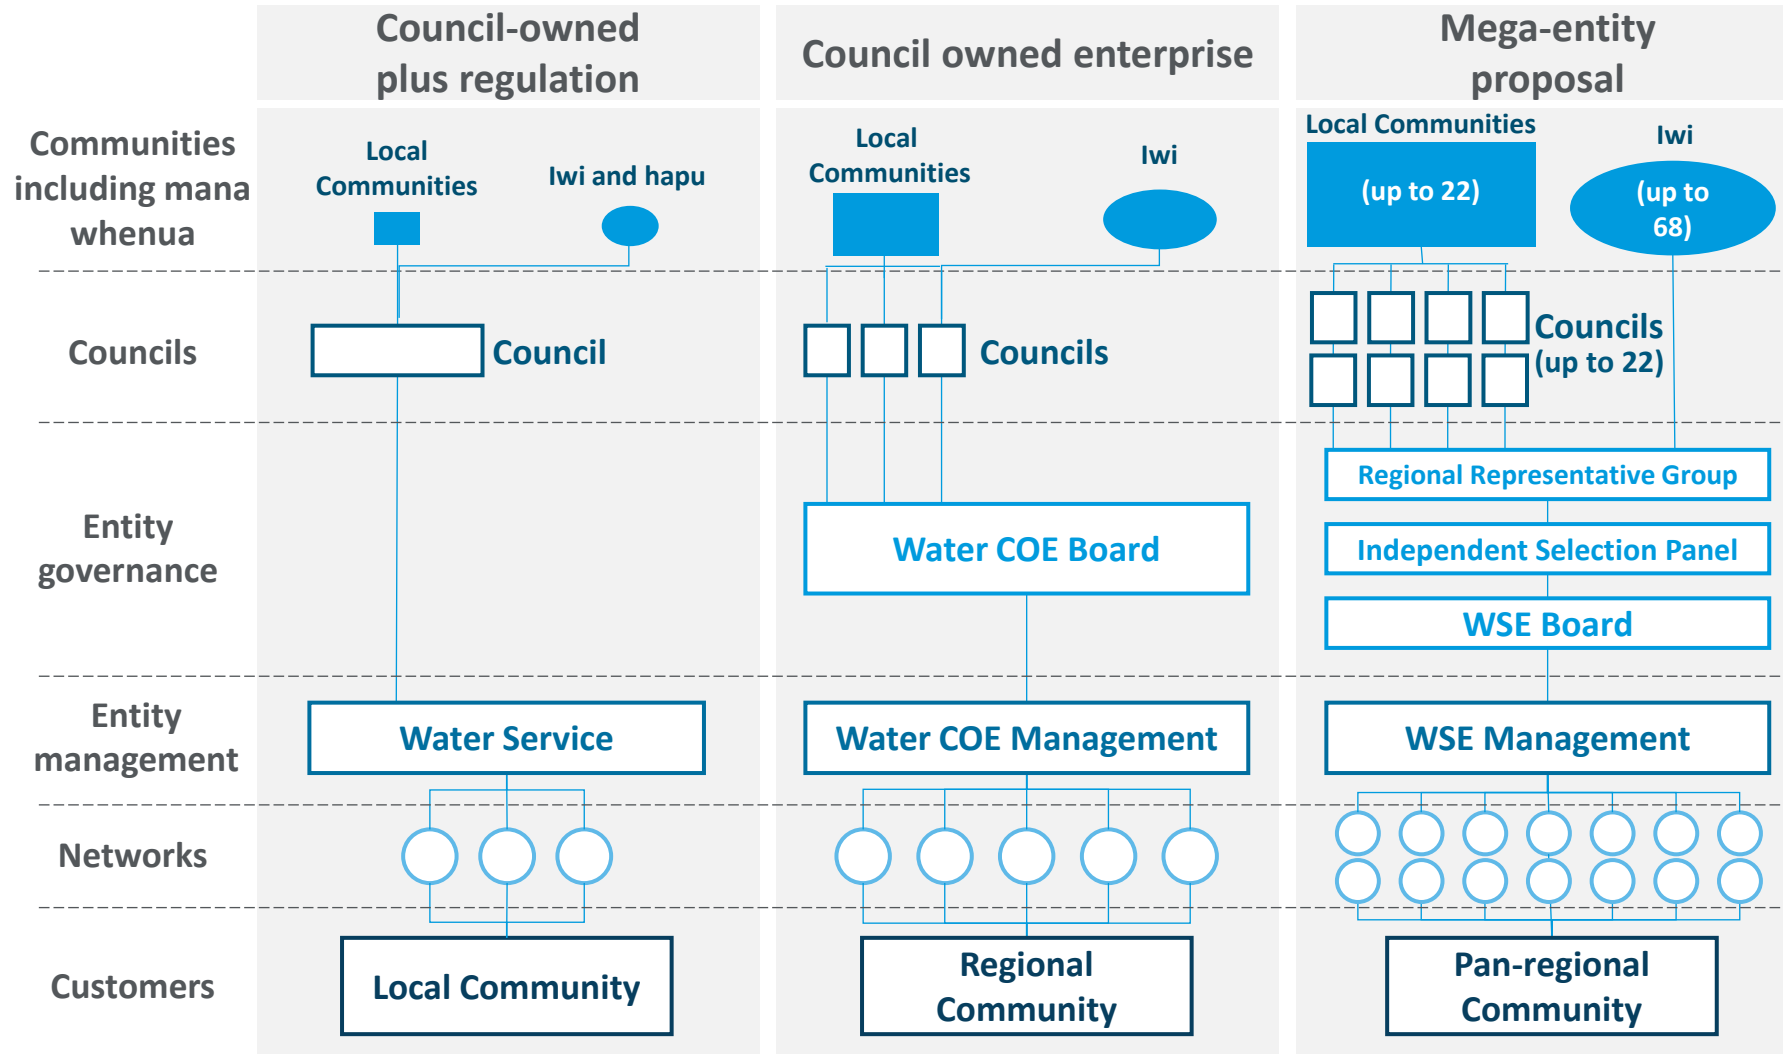 Council-owned
plus regulation
Council owned enterprise
Mega-entity
proposal
Communities
including mana
whenua
Local
Communities
Iwi and hapu
Local
Communities
Iwi
Local Communities
(up to 22)
Iwi
(up to
68)
Councils
Council
Councils
Councils
(up to 22)
Entity
governance
Water COE Board
Regional Representative Group
Independent Selection Panel
WSE Board
Entity
management
Water Service
Water COE Management
WSE Management
Networks
Customers
Local Community
Regional
Community
Pan-regional
Community